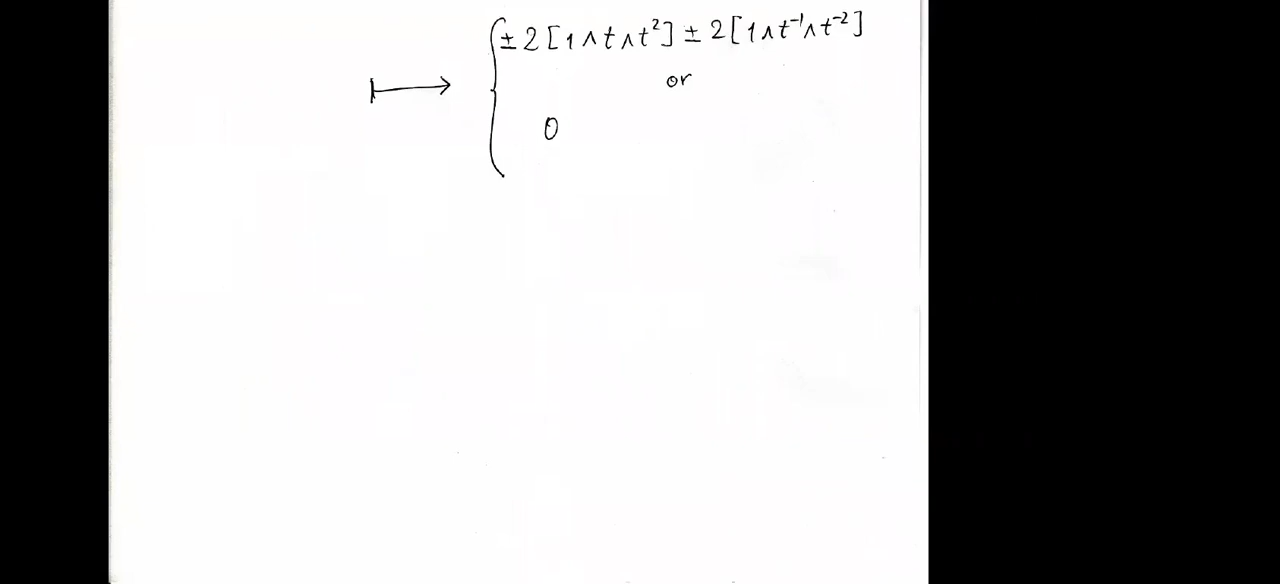 ± 2 [1 ∧ t ∧ t²] ± 2 [1 ∧ t⁻¹ ∧ t⁻²]
⟼ {
or
0